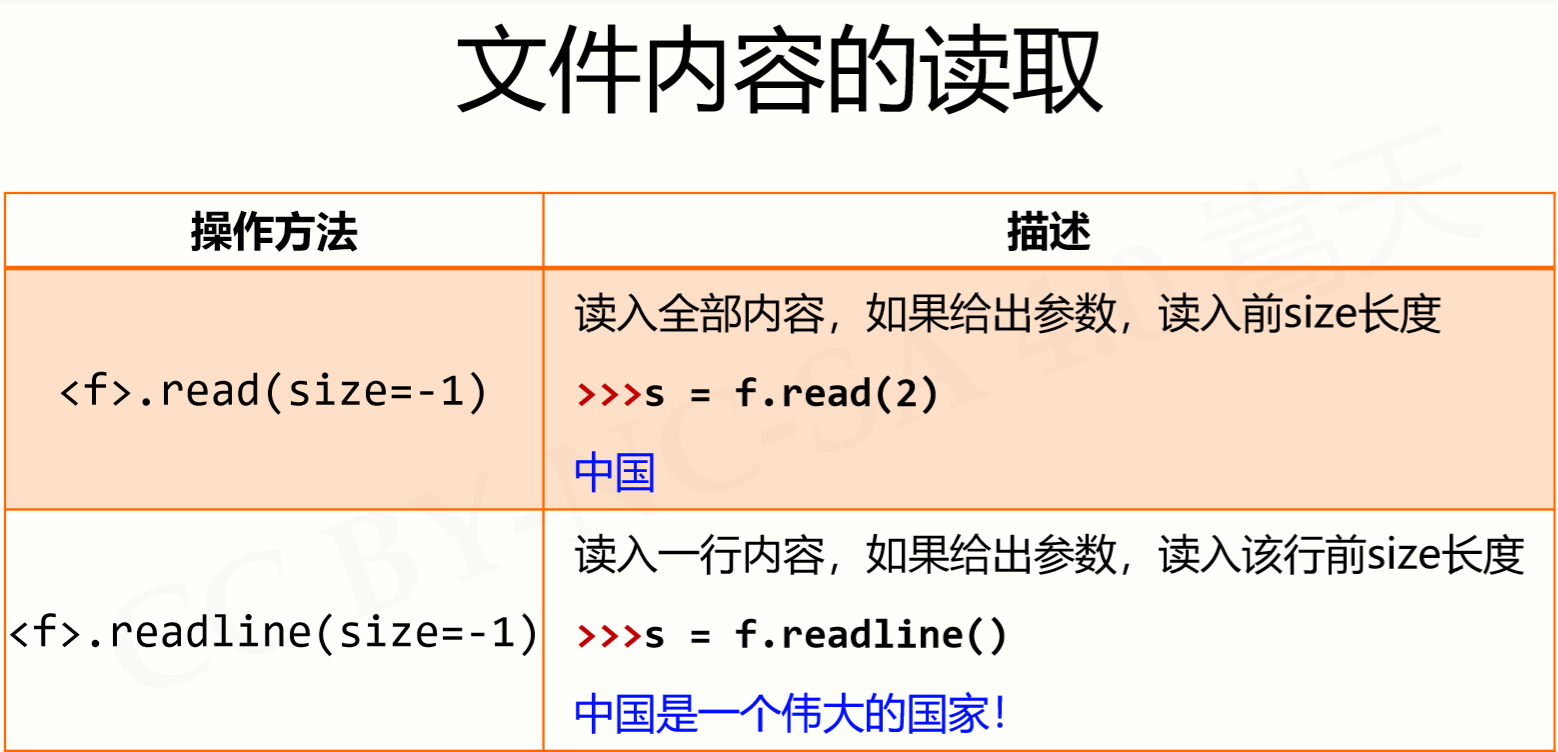 文件内容的读取
操作方法
描述
<f>.read(size=-1)
读入全部内容，如果给出参数，读入前size长度
>>>s = f.read(2)
中国
<f>.readline(size=-1)
读入一行内容，如果给出参数，读入该行前size长度
>>>s = f.readline()
中国是一个伟大的国家！
CC BY-NC-SA 4.0 嵩天